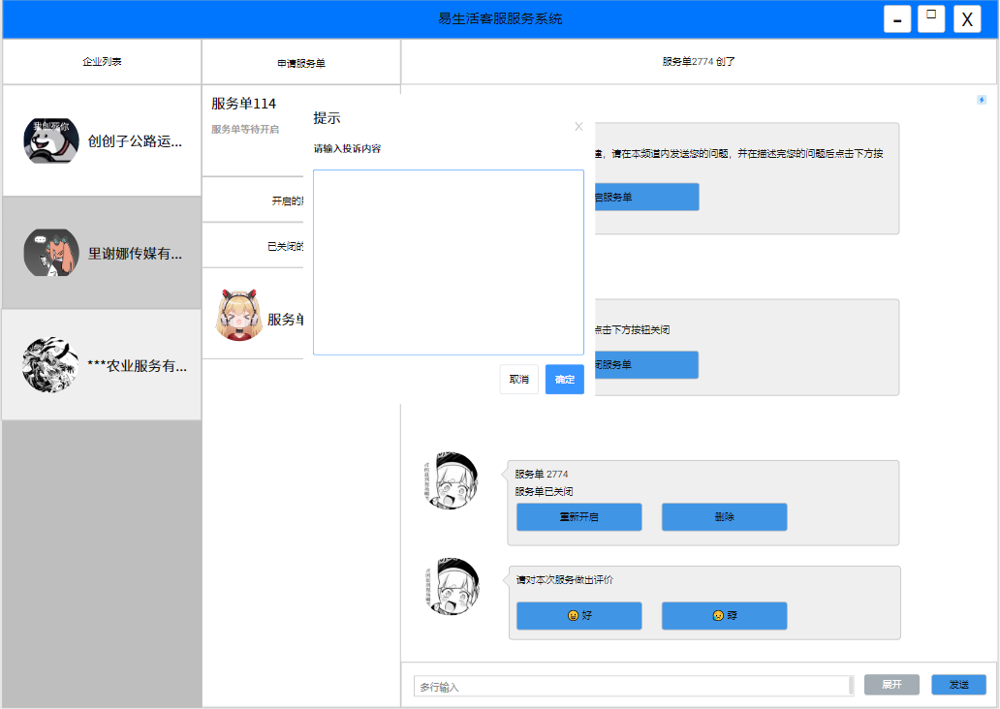 易生活客服服务系统
-
X
企业列表
申请服务单
服务单2774 创了
创创子公路运...
里谢娜传媒有...
***农业服务有...
服务单114
服务单等待开启
开启的
已关闭的
服务单
提示
X
请输入投诉内容
取消
确定
请在本频道内发送您的问题，并在描述完您的问题后点击下方按
启服务单
点击下方按钮关闭
闭服务单
服务单 2774
服务单已关闭
重新开启
删除
请对本次服务做出评价
好
孬
多行输入
展开
发送